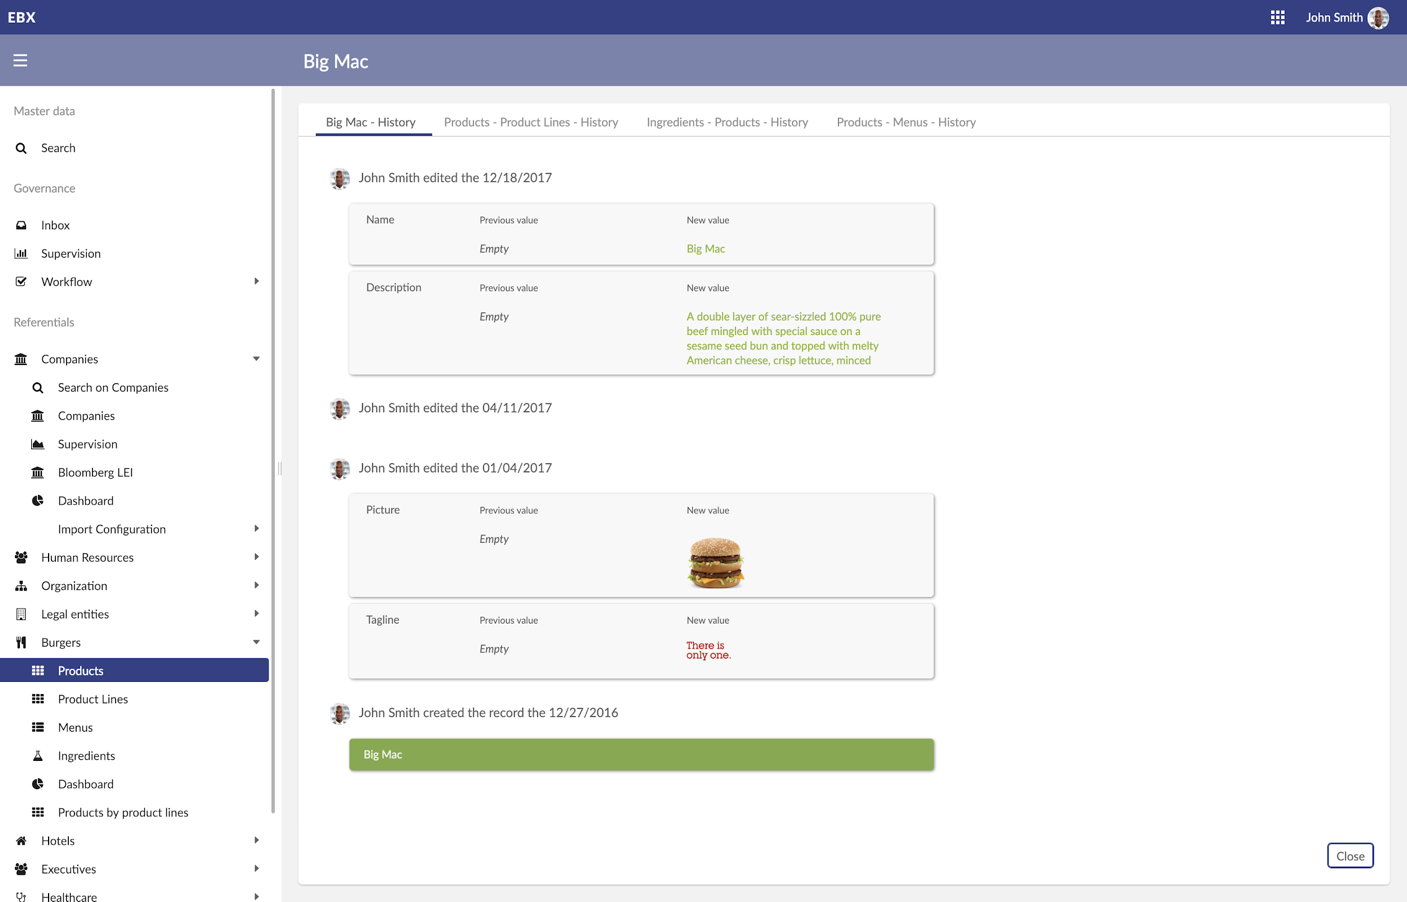 EBX
John Smith
Big Mac
Master data
Search
Governance
Inbox
Supervision
Workflow
Referentials
Companies
Search on Companies
Companies
Supervision
Bloomberg LEI
Dashboard
Import Configuration
Human Resources
Organization
Legal entities
Burgers
Products
Product Lines
Menus
Ingredients
Dashboard
Products by product lines
Hotels
Executives
Healthcare
Big Mac - History
Products - Product Lines - History
Ingredients - Products - History
Products - Menus - History
John Smith edited the 12/18/2017
Name
Previous value
New value
Empty
Big Mac
Description
Previous value
New value
Empty
A double layer of sear-sizzled 100% pure
beef mingled with special sauce on a
sesame seed bun and topped with melty
American cheese, crisp lettuce, minced
John Smith edited the 04/11/2017
John Smith edited the 01/04/2017
Picture
Previous value
New value
Empty
Tagline
Previous value
New value
Empty
There is
only one.
John Smith created the record the 12/27/2016
Big Mac
Close